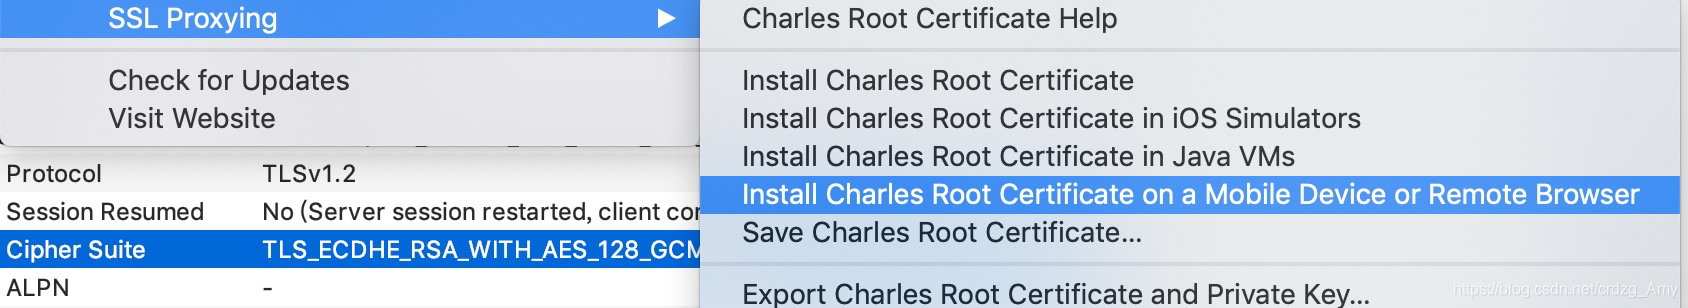 SSL Proxying
Check for Updates
Visit Website
Charles Root Certificate Help
Install Charles Root Certificate
Install Charles Root Certificate in iOS Simulators
Install Charles Root Certificate in Java VMs
Install Charles Root Certificate on a Mobile Device or Remote Browser
Save Charles Root Certificate...
Export Charles Root Certificate and Private Key...
Protocol TLSv1.2
Session Resumed No (Server session restarted, client cor
Cipher Suite TLS_ECDHE_RSA_WITH_AES_128_GCM
ALPN -
https://blog.csdn.net/crdzg_Amy